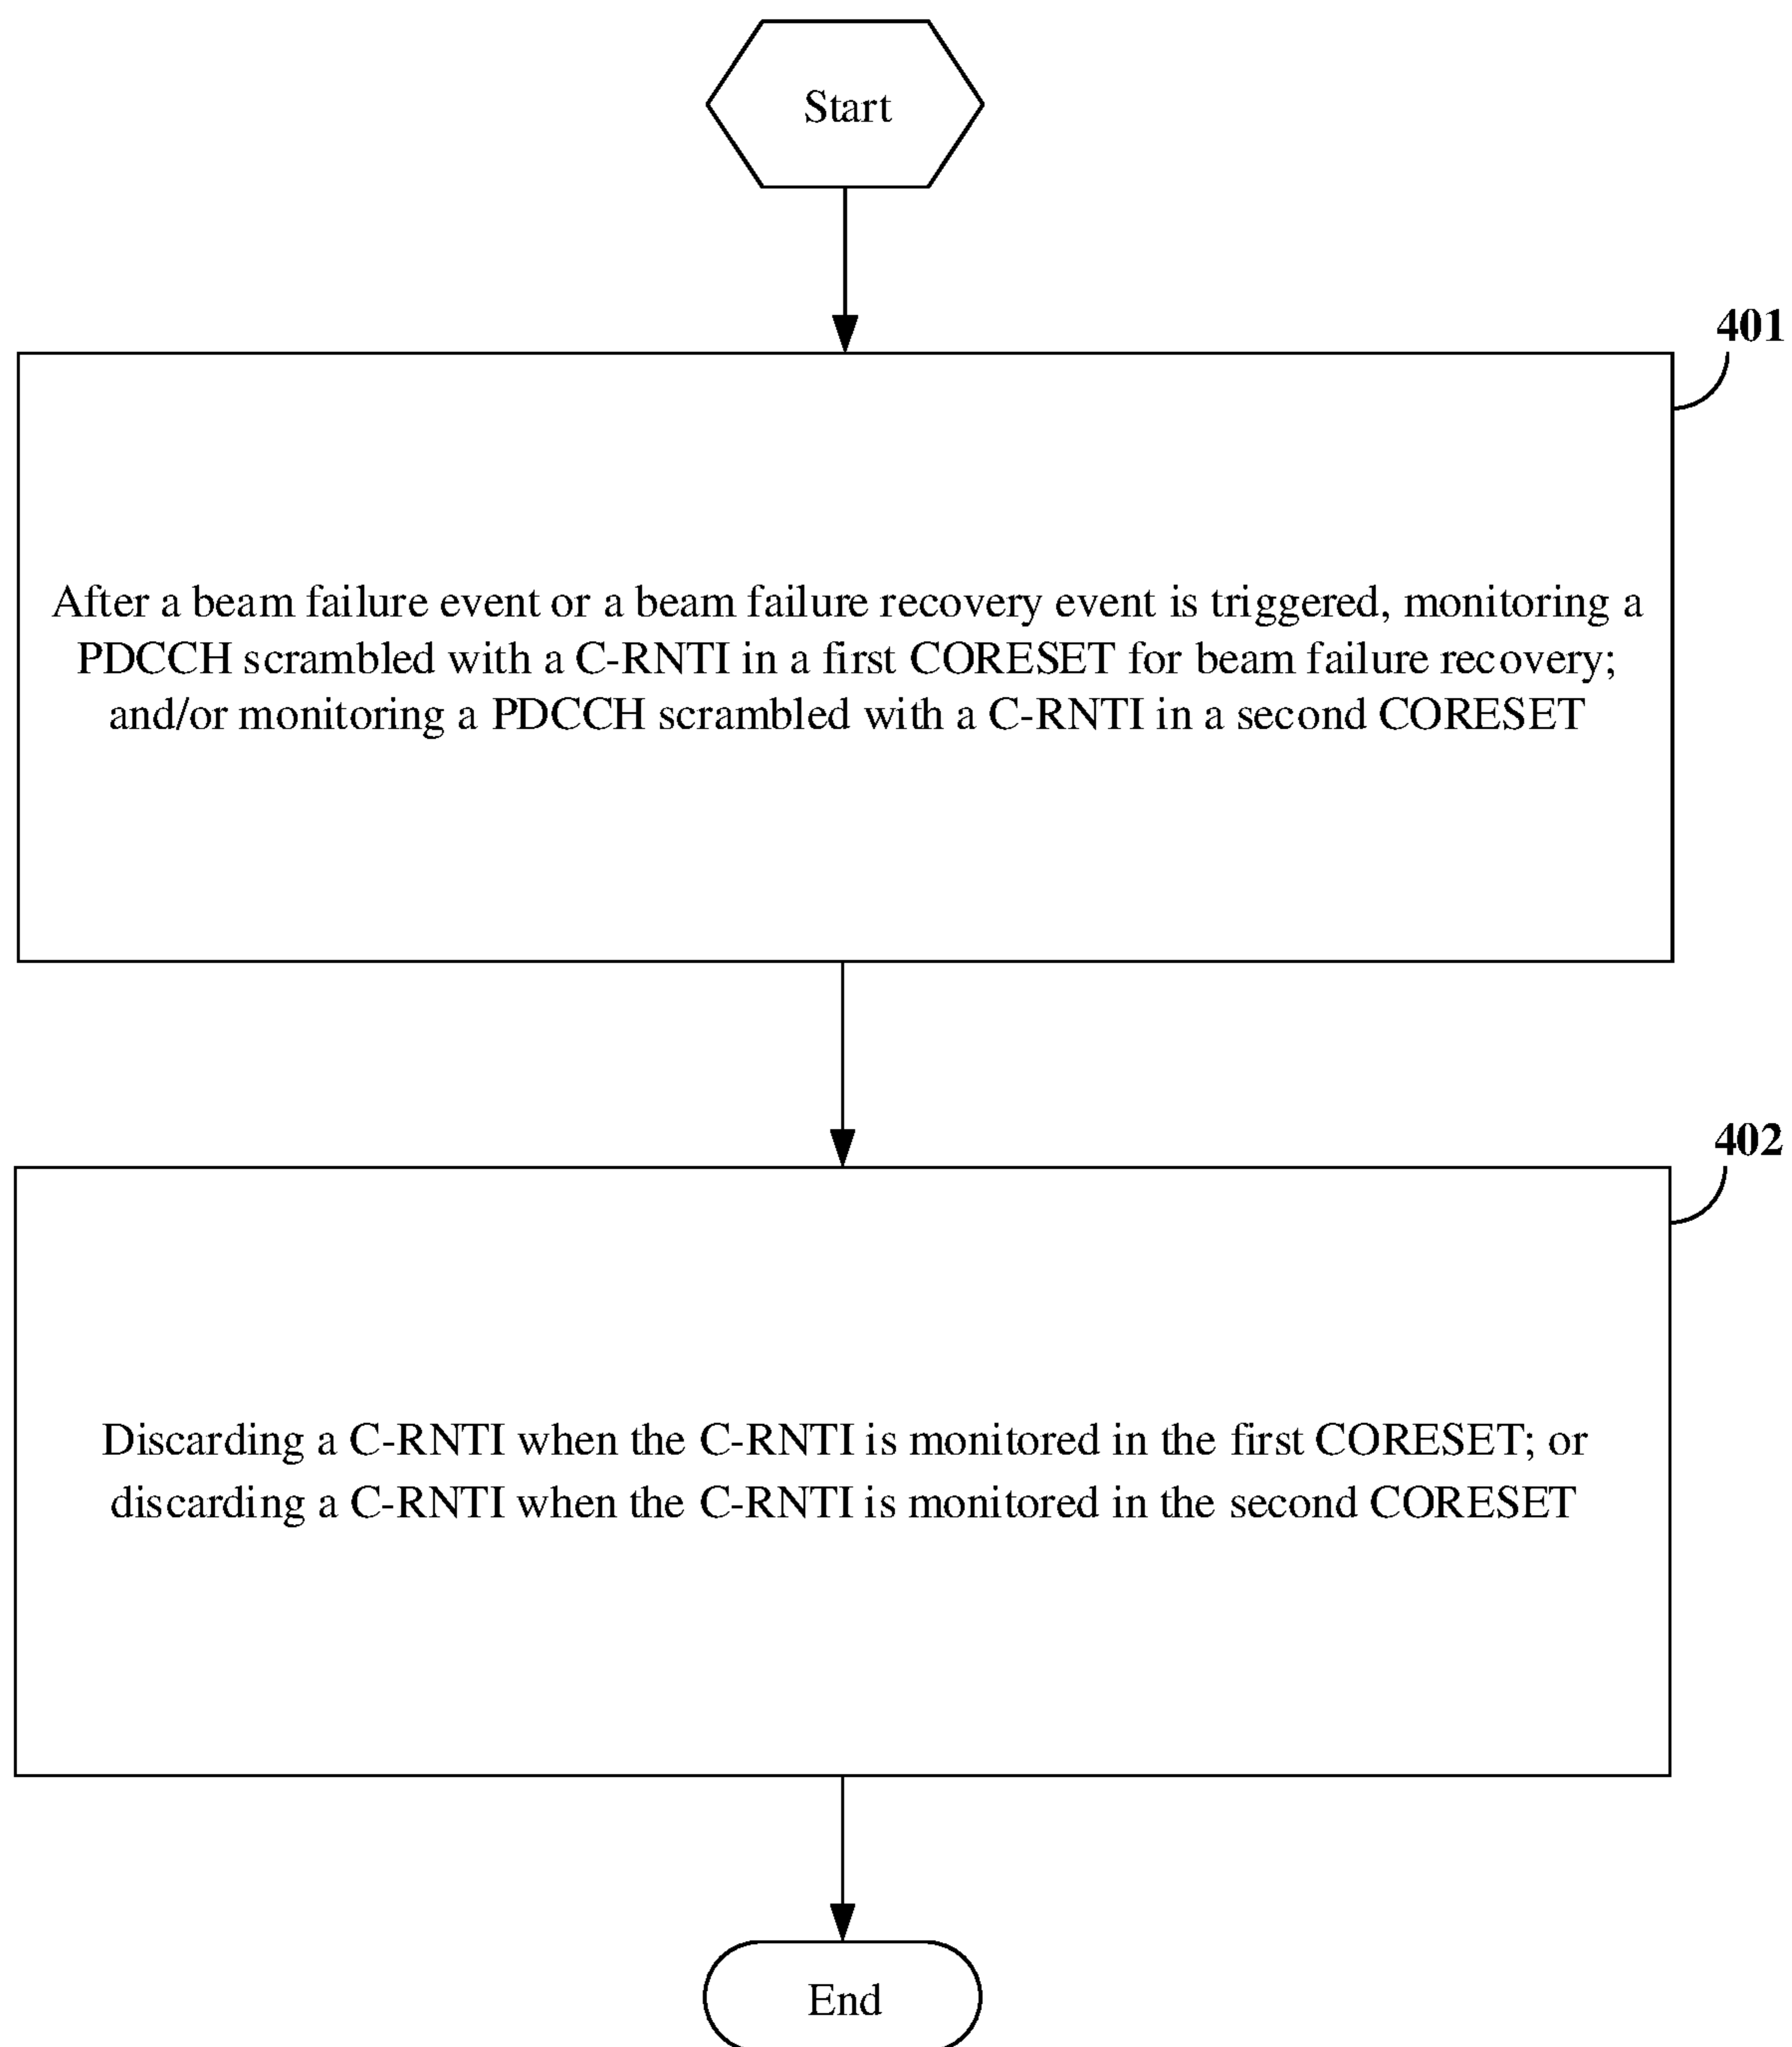 Start
401
After a beam failure event or a beam failure recovery event is triggered, monitoring a
PDCCH scrambled with a C-RNTI in a first CORESET for beam failure recovery;
and/or monitoring a PDCCH scrambled with a C-RNTI in a second CORESET
402
Discarding a C-RNTI when the C-RNTI is monitored in the first CORESET; or
discarding a C-RNTI when the C-RNTI is monitored in the second CORESET
End